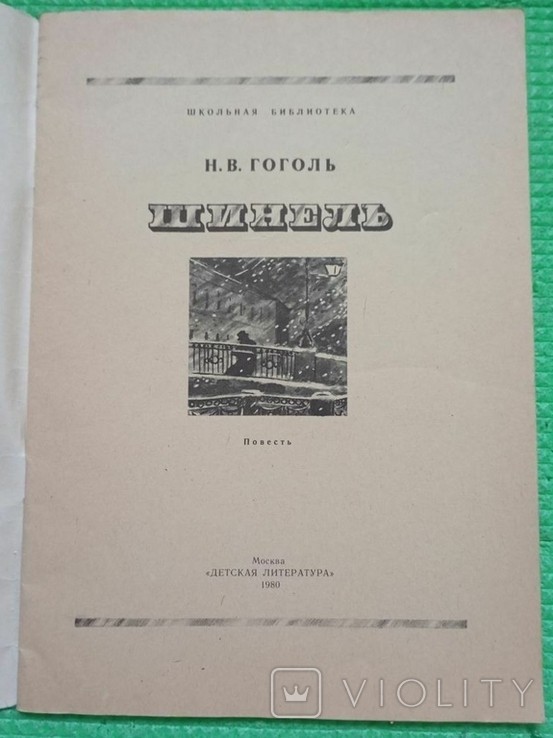 ШКОЛЬНАЯ БИБЛИОТЕКА
Н. В. ГОГОЛЬ
ШИНЕЛЬ
Повесть
Москва
«ДЕТСКАЯ ЛИТЕРАТУРА»
1980
VIOLITY